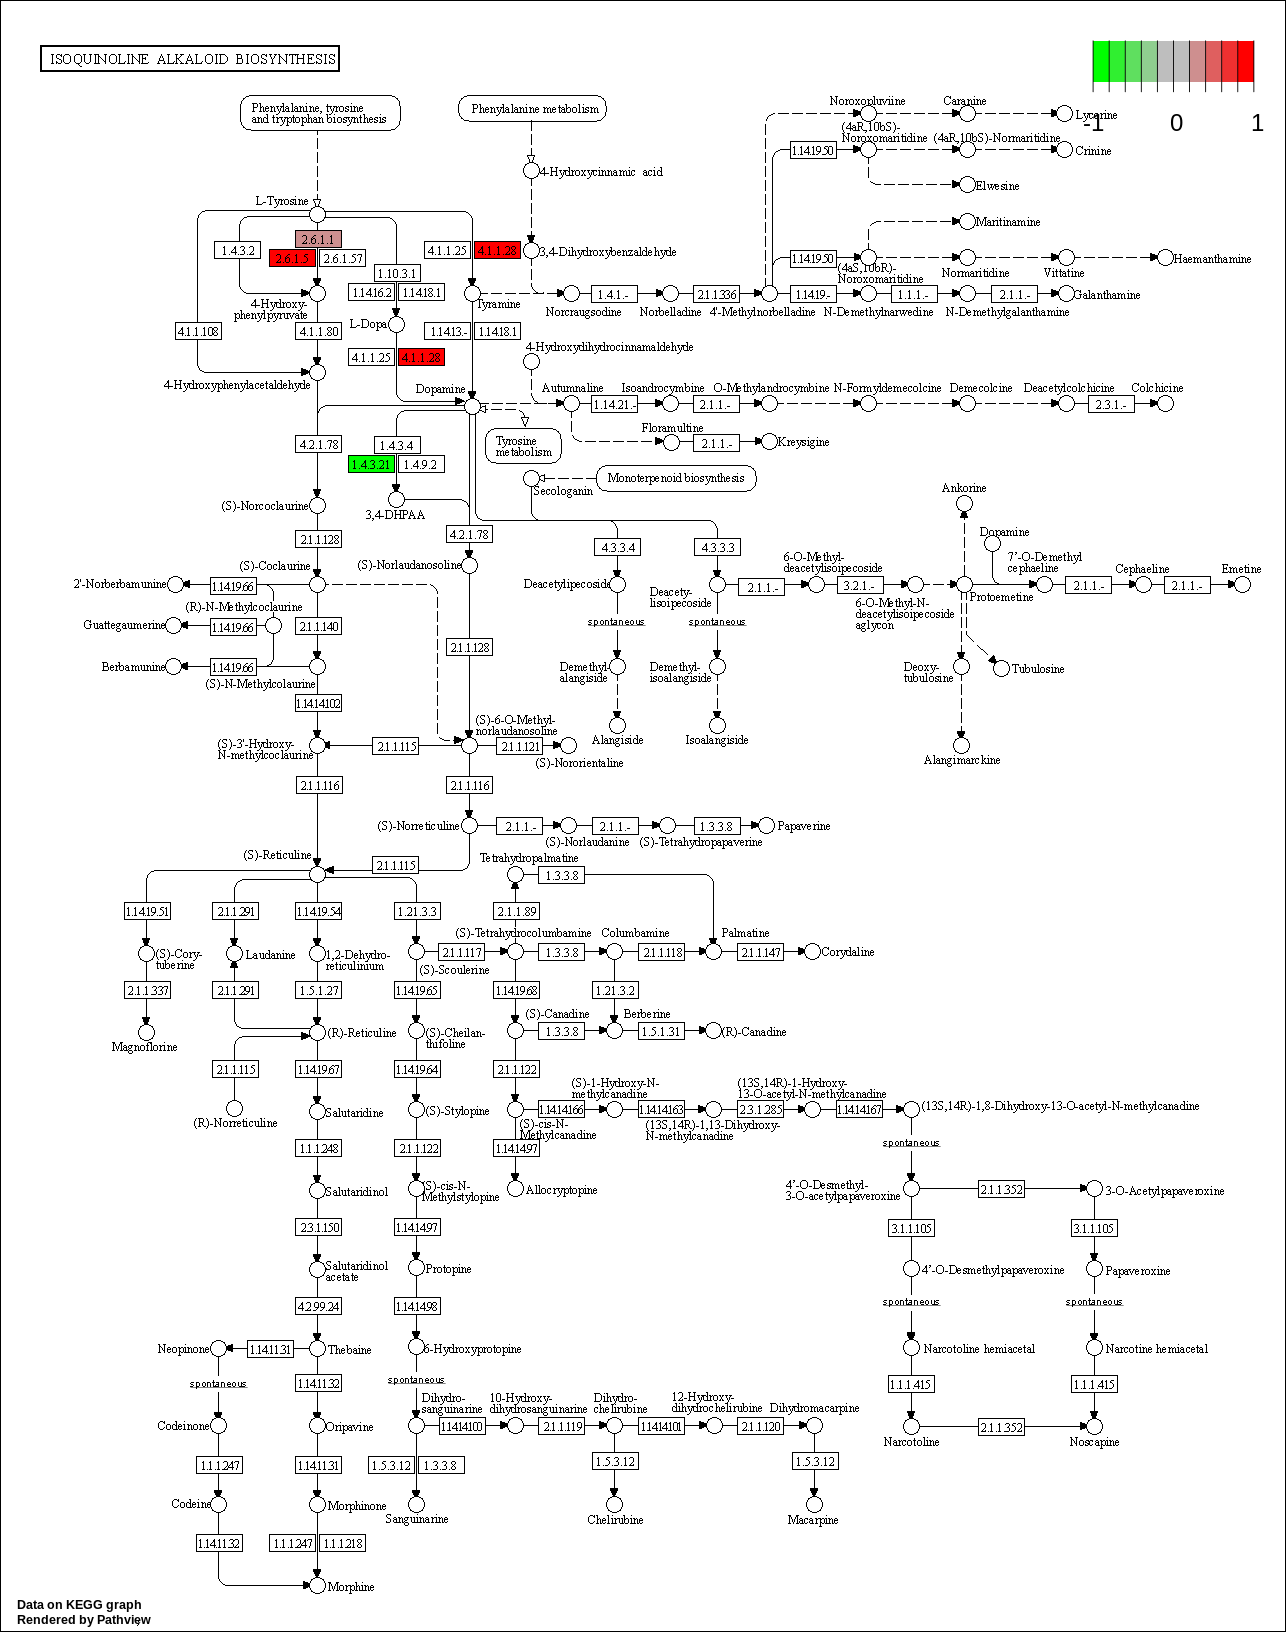 ISOQUINOLINE ALKALOID BIOSYNTHESIS
-1 0 1
Phenylalanine, tyrosine
and tryptophan biosynthesis
Phenylalanine metabolism
Noroxopluviine
Caranine
Lycorine
(4aR,10bS)-
Noroxomaritidine
(4aR,10bS)-Normaritidine
1.14.19.50
Crinine
4-Hydroxycinnamic acid
Elwesine
L-Tyrosine
Maritinamine
2.6.1.1
1.4.3.2
2.6.1.5
2.6.1.57
4.1.1.25
4.1.1.28
3,4-Dihydroxybenzaldehyde
1.14.19.50
(4aS,10bR)-
Noroxomaritidine
Normaritidine
Vittatine
Haemanthamine
1.10.3.1
1.14.16.2
1.14.18.1
4-Hydroxy-
phenylpyruvate
Tyramine
1.4.1.-
2.1.1.336
1.14.19.-
1.1.1.-
2.1.1.-
Galanthamine
Norcraugsodine
Norbelladine
4'-Methylnorbelladine
N-Demethylnarwedine
N-Demethylgalanthamine
L-Dopa
4.1.1.108
4.1.1.80
1.14.13.-
1.14.18.1
4-Hydroxydihydrocinnamaldehyde
4.1.1.25
4.1.1.28
4-Hydroxyphenylacetaldehyde
Dopamine
Autumnaline
Isoandrocymbine
O-Methylandrocymbine
N-Formyldemecolcine
Demecolcine
Deacetylcolchicine
Colchicine
1.14.21.-
2.1.1.-
2.3.1.-
Floramultine
2.1.1.-
Kreysigine
4.2.1.78
1.4.3.4
1.4.3.21
1.4.9.2
Tyrosine
metabolism
Secologanin
Monoterpenoid biosynthesis
Ankorine
(S)-Norcoclaurine
3,4-DHPAA
2.1.1.128
4.2.1.78
4.3.3.4
4.3.3.3
Dopamine
(S)-Coclaurine
(S)-Norlaudanosoline
6-O-Methyl-
deacetylisoipecoside
7'-O-Demethyl
cephaeline
Cephaeline
Emetine
2'-Norberbamunine
1.14.19.66
Deacetylipecoside
Deacety-
lisoipecoside
2.1.1.-
3.2.1.-
2.1.1.-
2.1.1.-
6-O-Methyl-N-
deacetylisoipecoside
aglycon
Protoemetine
(R)-N-Methylcoclaurine
Guattegaumerine
1.14.19.66
2.1.1.140
spontaneous
spontaneous
2.1.1.128
Berbamunine
1.14.19.66
(S)-N-Methylcolaurine
Demethyl-
alangiside
Demethyl-
isoalangiside
Deoxy-
tubulosine
Tubulosine
1.14.14.102
(S)-6-O-Methyl-
norlaudanosoline
(S)-3'-Hydroxy-
N-methylcoclaurine
2.1.1.115
2.1.1.121
(S)-Nororientaline
Alangiside
Isoalangiside
Alangimarckine
2.1.1.116
2.1.1.116
(S)-Norreticuline
2.1.1.-
2.1.1.-
1.3.3.8
Papaverine
(S)-Norlaudanine
(S)-Tetrahydropapaverine
(S)-Reticuline
2.1.1.115
Tetrahydropalmatine
1.3.3.8
1.14.19.51
2.1.1.291
1.14.19.54
1.21.3.3
2.1.1.89
(S)-Tetrahydrocolumbamine
Columbamine
Palmatine
(S)-Cory-
tuberine
Laudanine
1,2-Dehydro-
reticulinium
2.1.1.117
1.3.3.8
2.1.1.118
2.1.1.147
Corydaline
(S)-Scoulerine
2.1.1.337
2.1.1.291
1.5.1.27
1.14.19.65
1.14.19.68
1.21.3.2
(S)-Canadine
Berberine
Magnoflorine
(R)-Reticuline
(S)-Cheilan-
thifoline
1.3.3.8
1.5.1.31
(R)-Canadine
2.1.1.115
1.14.19.67
1.14.19.64
2.1.1.122
(S)-1-Hydroxy-N-
methylcanadine
(13S,14R)-1-Hydroxy-
13-O-acetyl-N-methylcanadine
(R)-Norreticuline
Salutaridine
(S)-Stylopine
1.14.14.166
1.14.14.163
2.3.1.285
1.14.14.167
(13S,14R)-1,8-Dihydroxy-13-O-acetyl-N-methylcanadine
(S)-cis-N-
Methylcanadine
(13S,14R)-1,13-Dihydroxy-
N-methylcanadine
1.1.1.248
2.1.1.122
1.14.14.97
spontaneous
Salutaridinol
(S)-cis-N-
Methylstylopine
Allocryptopine
4'-O-Desmethyl-
3-O-acetylpapaveroxine
2.1.1.352
3-O-Acetylpapaveroxine
2.3.1.150
1.14.14.97
3.1.1.105
3.1.1.105
Salutaridinol
acetate
Protopine
4'-O-Desmethylpapaveroxine
Papaveroxine
4.2.99.24
1.14.14.98
spontaneous
spontaneous
Neopinone
1.14.11.31
Thebaine
6-Hydroxyprotopine
Narcotoline hemiacetal
Narcotine hemiacetal
spontaneous
1.14.11.32
spontaneous
1.1.1.415
1.1.1.415
Dihydro-
sanguinarine
10-Hydroxy-
dihydrosanguinarine
Dihydro-
chelirubine
12-Hydroxy-
dihydrochelirubine
Dihydromacarpine
Codeinone
Oripavine
1.14.14.100
2.1.1.119
1.14.14.101
2.1.1.120
2.1.1.352
Narcotoline
Noscapine
1.1.1.247
1.14.11.31
1.5.3.12
1.3.3.8
1.5.3.12
1.5.3.12
Codeine
Morphinone
Sanguinarine
Chelirubine
Macarpine
1.14.11.32
1.1.1.247
1.1.1.218
Morphine
Data on KEGG graph
Rendered by Pathview